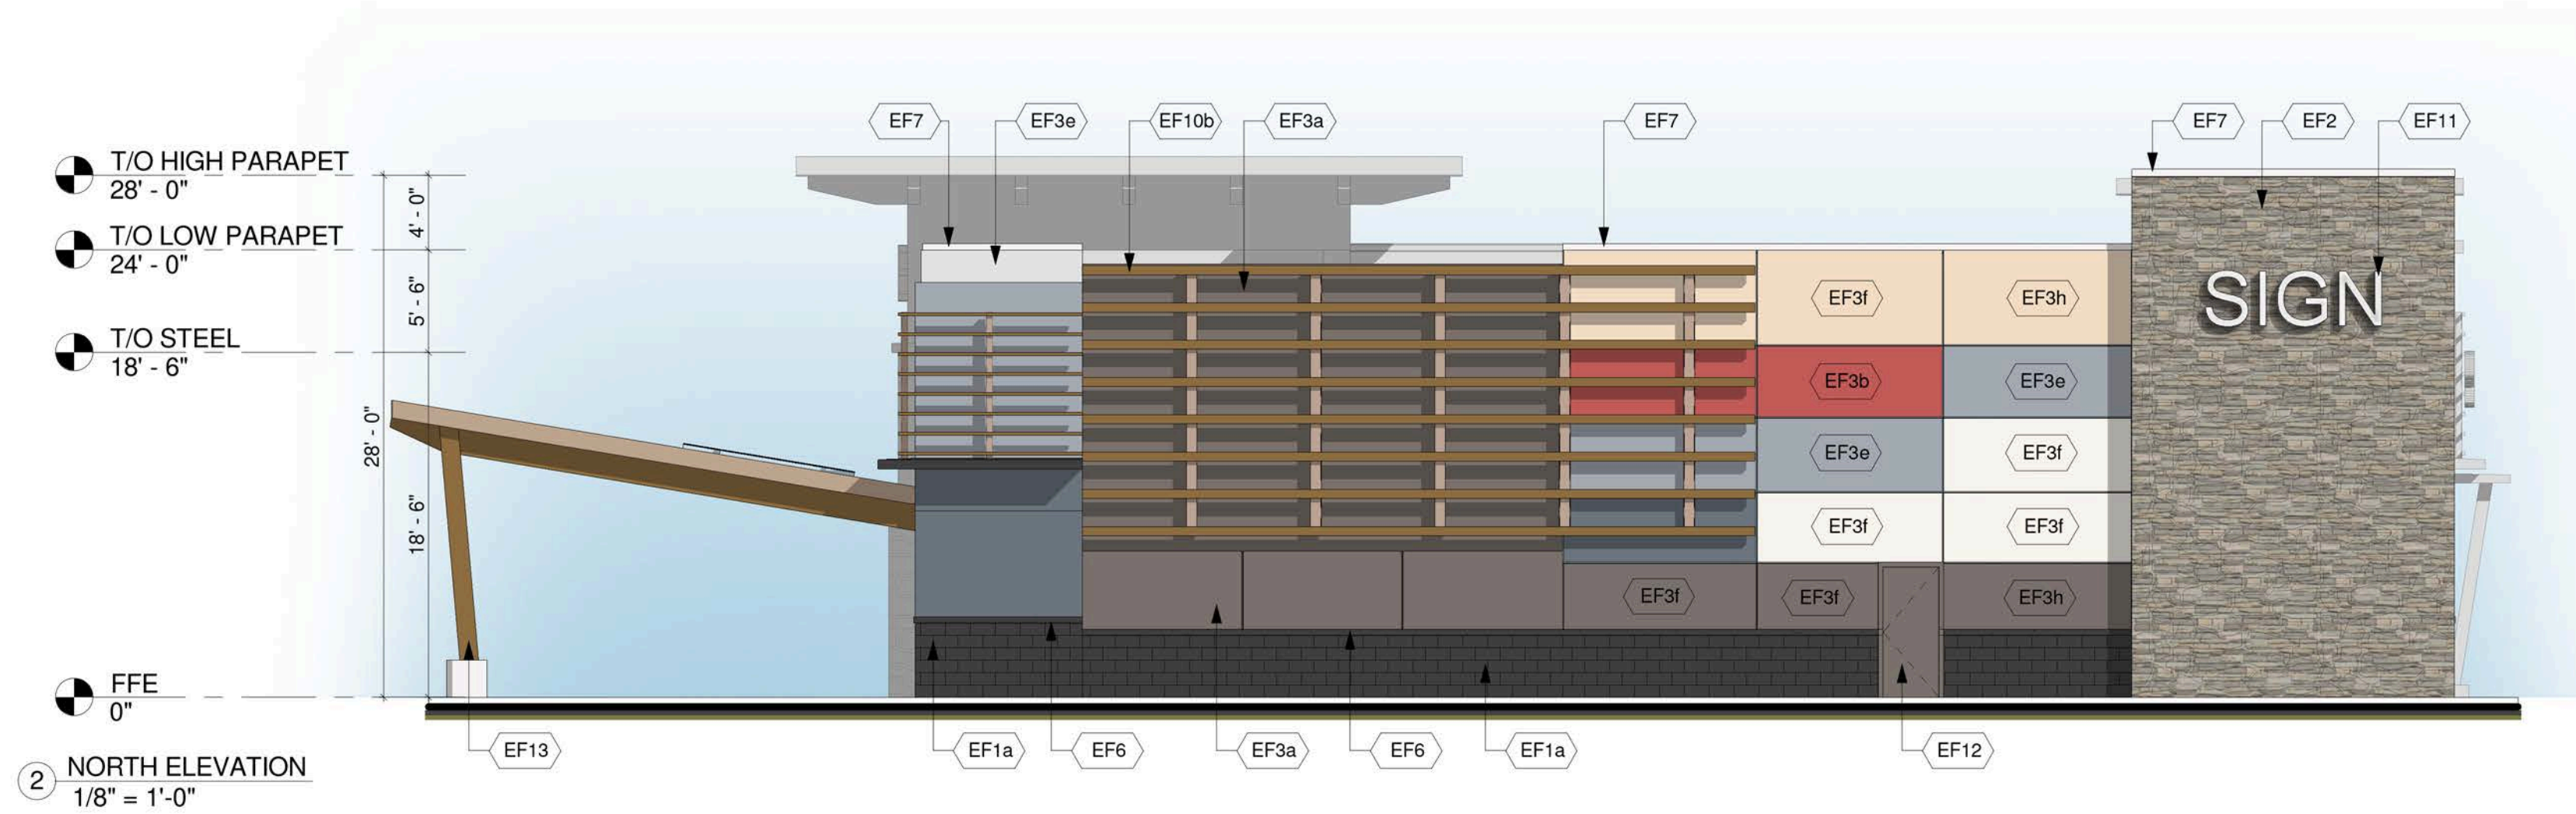 EF7
EF3e
EF10b
EF3a
EF7
EF7
EF2
EF11
T/O HIGH PARAPET
28' - 0"
T/O LOW PARAPET
24' - 0"
T/O STEEL
18' - 6"
FFE
0"
4' - 0"
5' - 6"
18' - 6"
28' - 0"
SIGN
EF3f
EF3h
EF3b
EF3e
EF3e
EF3f
EF3f
EF3f
EF3f
EF3f
EF3h
EF13
EF1a
EF6
EF3a
EF6
EF1a
EF12
2
NORTH ELEVATION
1/8" = 1'-0"